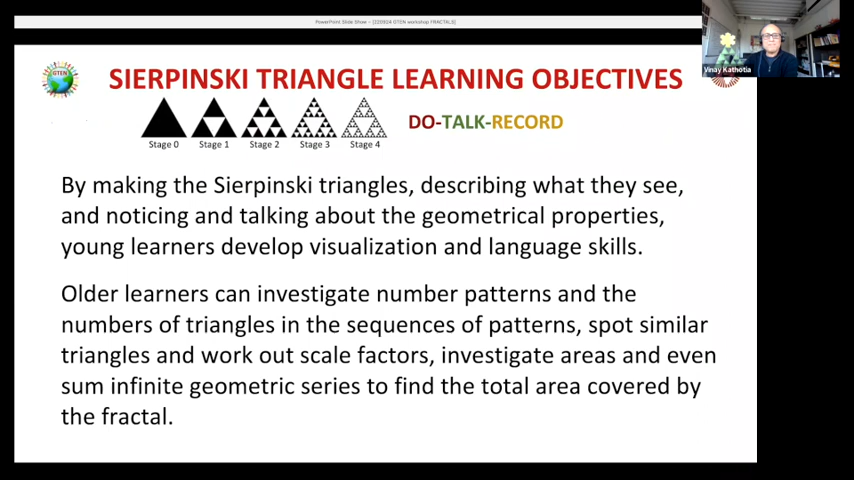 PowerPoint Slide Show - [220924 GTEN workshop FRACTALS]
Vinay Kathotia
GTEN
SIERPINSKI TRIANGLE LEARNING OBJECTIVES
DO-TALK-RECORD
Stage 0 Stage 1 Stage 2 Stage 3 Stage 4
By making the Sierpinski triangles, describing what they see,
and noticing and talking about the geometrical properties,
young learners develop visualization and language skills.
Older learners can investigate number patterns and the
numbers of triangles in the sequences of patterns, spot similar
triangles and work out scale factors, investigate areas and even
sum infinite geometric series to find the total area covered by
the fractal.